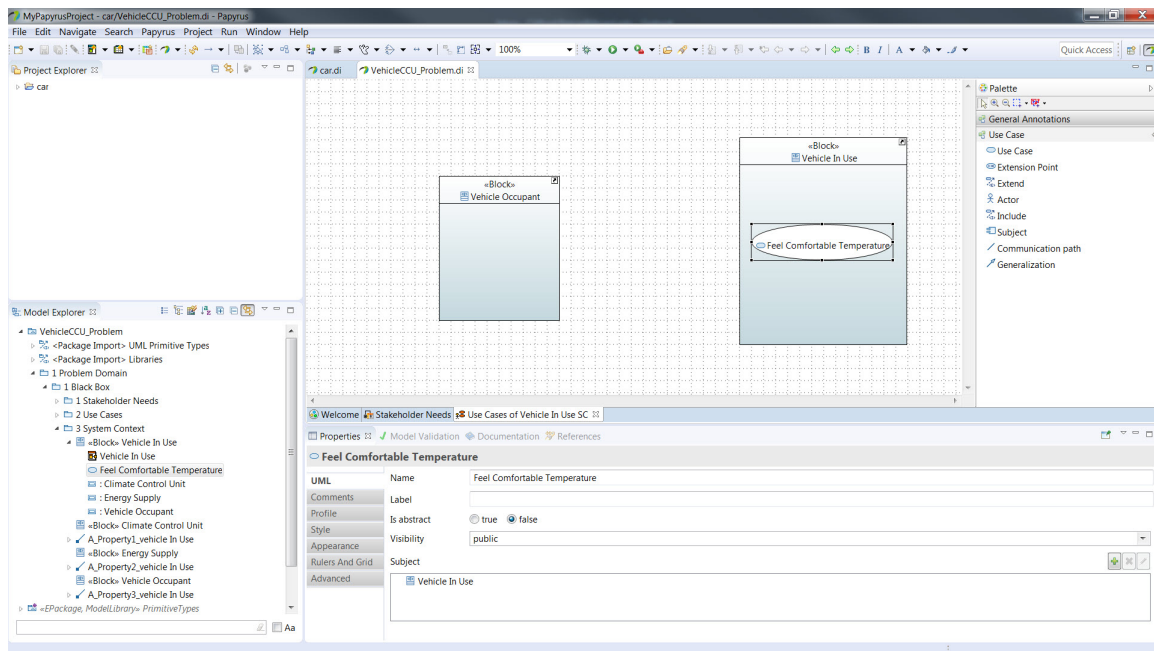 MyPapyrusProject - car/VehicleCCU_Problem.di - Papyrus
File Edit Navigate Search Papyrus Project Run Window Help
100%
B I A
Quick Access
Project Explorer
car
car.di
VehicleCCU_Problem.di
«Block»
Vehicle Occupant
«Block»
Vehicle In Use
Feel Comfortable Temperature
Palette
General Annotations
Use Case
Use Case
Extension Point
Extend
Actor
Include
Subject
Communication path
Generalization
Model Explorer
VehicleCCU_Problem
<Package Import> UML Primitive Types
<Package Import> Libraries
1 Problem Domain
1 Black Box
1 Stakeholder Needs
2 Use Cases
3 System Context
«Block» Vehicle In Use
Vehicle In Use
Feel Comfortable Temperature
: Climate Control Unit
: Energy Supply
: Vehicle Occupant
«Block» Climate Control Unit
A_Property1_vehicle In Use
«Block» Energy Supply
A_Property2_vehicle In Use
«Block» Vehicle Occupant
A_Property3_vehicle In Use
«EPackage, ModelLibrary» PrimitiveTypes
Aa
Welcome
Stakeholder Needs
Use Cases of Vehicle In Use SC
Properties
Model Validation
Documentation
References
Feel Comfortable Temperature
UML
Comments
Profile
Style
Appearance
Rulers And Grid
Advanced
Name
Feel Comfortable Temperature
Label
Is abstract
true
false
Visibility
public
Subject
Vehicle In Use